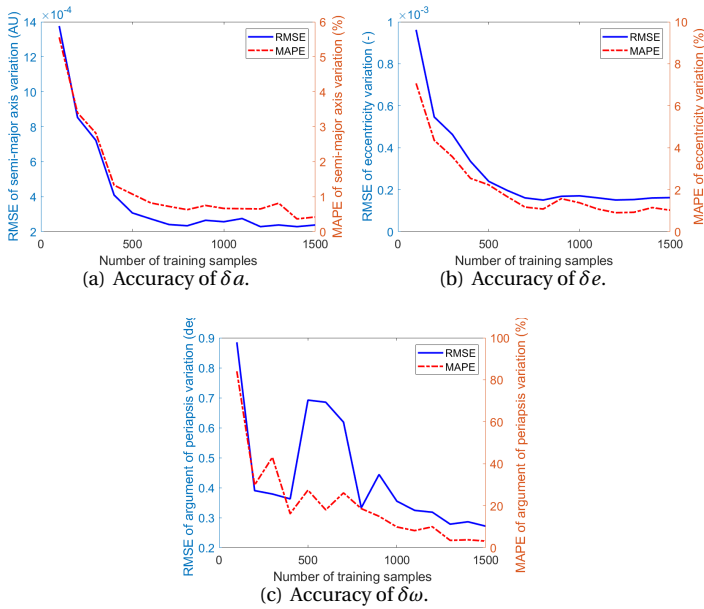 ×10⁻⁴
14
12
10
8
6
4
2
RMSE of semi-major axis variation (AU)
RMSE
MAPE
6
5
4
3
2
1
0
MAPE of semi-major axis variation (%)
0 500 1000 1500
Number of training samples
(a) Accuracy of δa.
×10⁻³
1
0.8
0.6
0.4
0.2
0
RMSE of eccentricity variation (-)
RMSE
MAPE
10
8
6
4
2
0
MAPE of eccentricity variation (%)
0 500 1000 1500
Number of training samples
(b) Accuracy of δe.
0.9
0.8
0.7
0.6
0.5
0.4
0.3
0.2
RMSE of argument of periapsis variation (deg
RMSE
MAPE
100
80
60
40
20
0
MAPE of argument of periapsis variation (%)
0 500 1000 1500
Number of training samples
(c) Accuracy of δω.